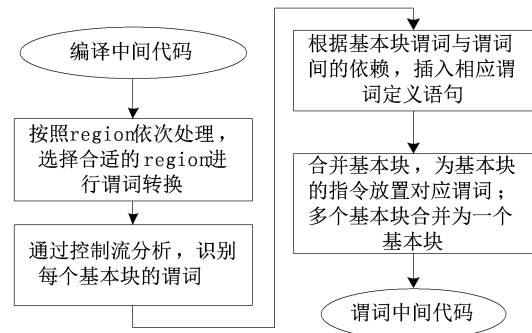 编译中间代码
按照region依次处理，
选择合适的region进
行谓词转换
通过控制流分析，识别
每个基本块的谓词
根据基本块谓词与谓词
间的依赖，插入相应谓
词定义语句
合并基本块，为基本块
的指令放置对应谓词；
多个基本块合并为一个
基本块
谓词中间代码